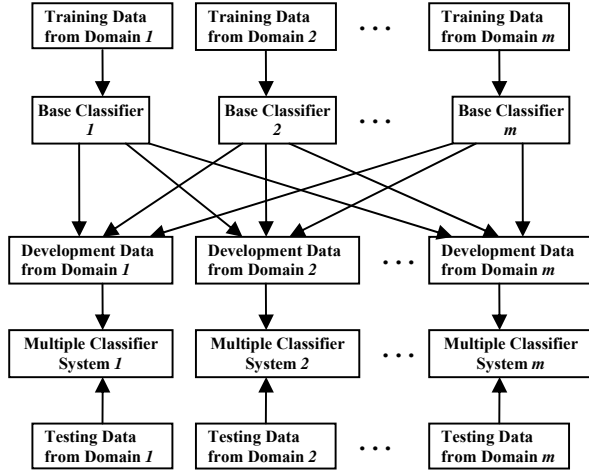 Training Data
from Domain 1
Training Data
from Domain 2
. . .
Training Data
from Domain m
Base Classifier
1
Base Classifier
2
. . .
Base Classifier
m
Development Data
from Domain 1
Development Data
from Domain 2
. . .
Development Data
from Domain m
Multiple Classifier
System 1
Multiple Classifier
System 2
. . .
Multiple Classifier
System m
Testing Data
from Domain 1
Testing Data
from Domain 2
. . .
Testing Data
from Domain m